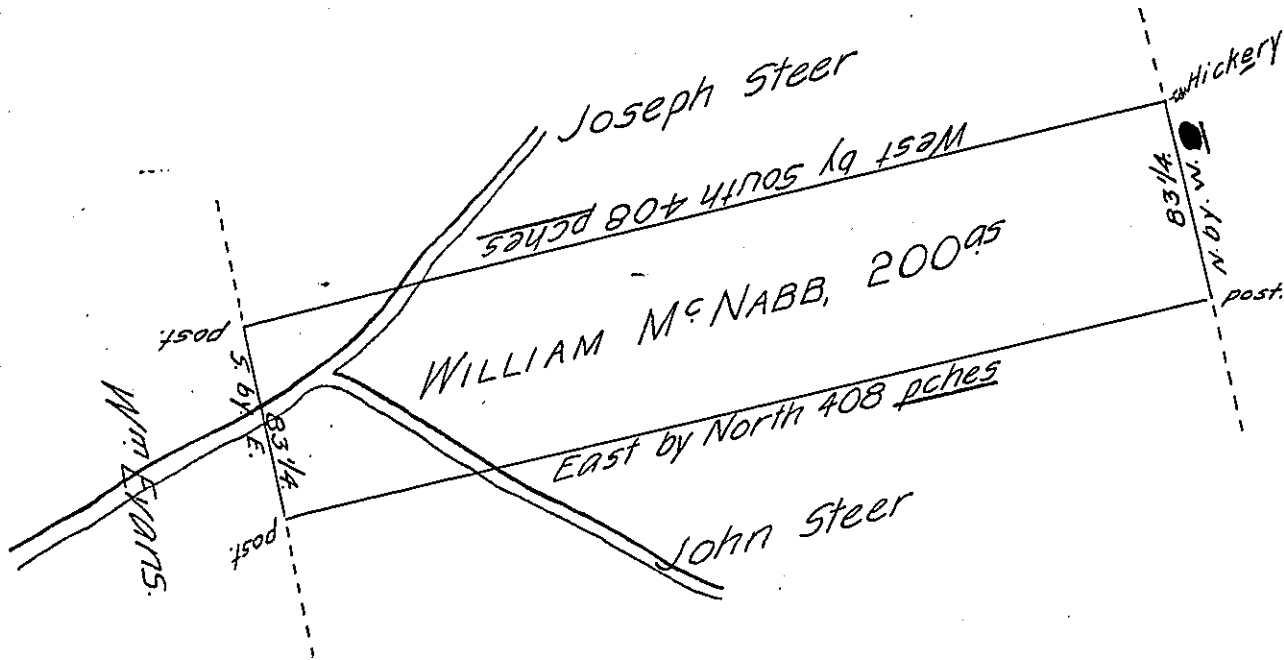 Joseph Steer
Hickery
West by South 408 pches
83 1/4
N. by. W.
WILLIAM McNABB, 200as
post.
post.
S. by. E.
83 1/4
Wm Evans.
East by North 408 pches
post.
John Steer